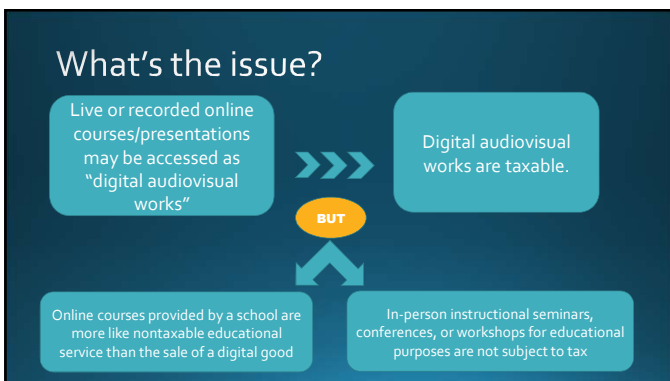 What's the issue?
Live or recorded online
courses/presentations
may be accessed as
"digital audiovisual
works"
Digital audiovisual
works are taxable.
BUT
Online courses provided by a school are
more like nontaxable educational
service than the sale of a digital good
In-person instructional seminars,
conferences, or workshops for educational
purposes are not subject to tax